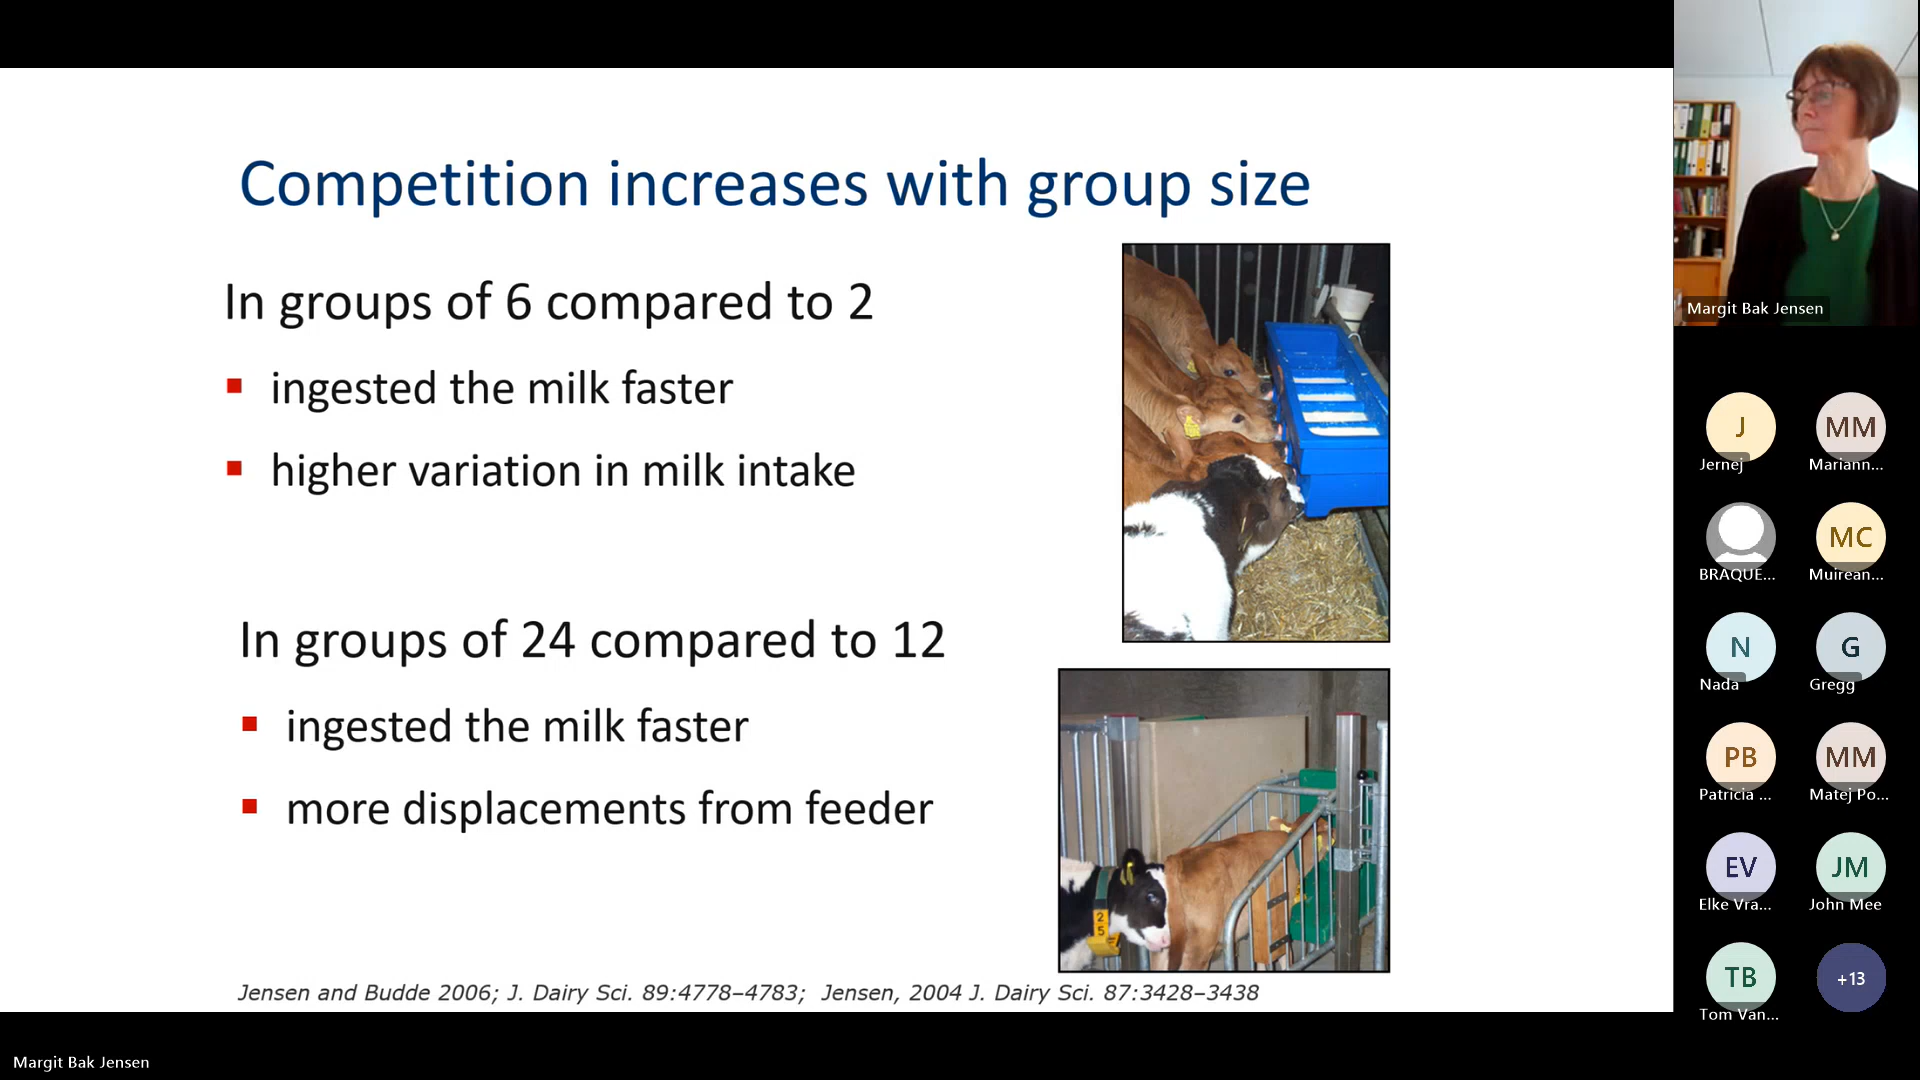 Competition increases with group size
In groups of 6 compared to 2
ingested the milk faster
higher variation in milk intake
In groups of 24 compared to 12
ingested the milk faster
more displacements from feeder
2
5
Jensen and Budde 2006; J. Dairy Sci. 89:4778–4783; Jensen, 2004 J. Dairy Sci. 87:3428–3438
Margit Bak Jensen
J
Jernej
MM
Mariann...
BRAQUE...
MC
Muirean...
N
Nada
G
Gregg
PB
Patricia ...
MM
Matej Po...
EV
Elke Vra...
JM
John Mee
TB
Tom Van...
+13
Margit Bak Jensen